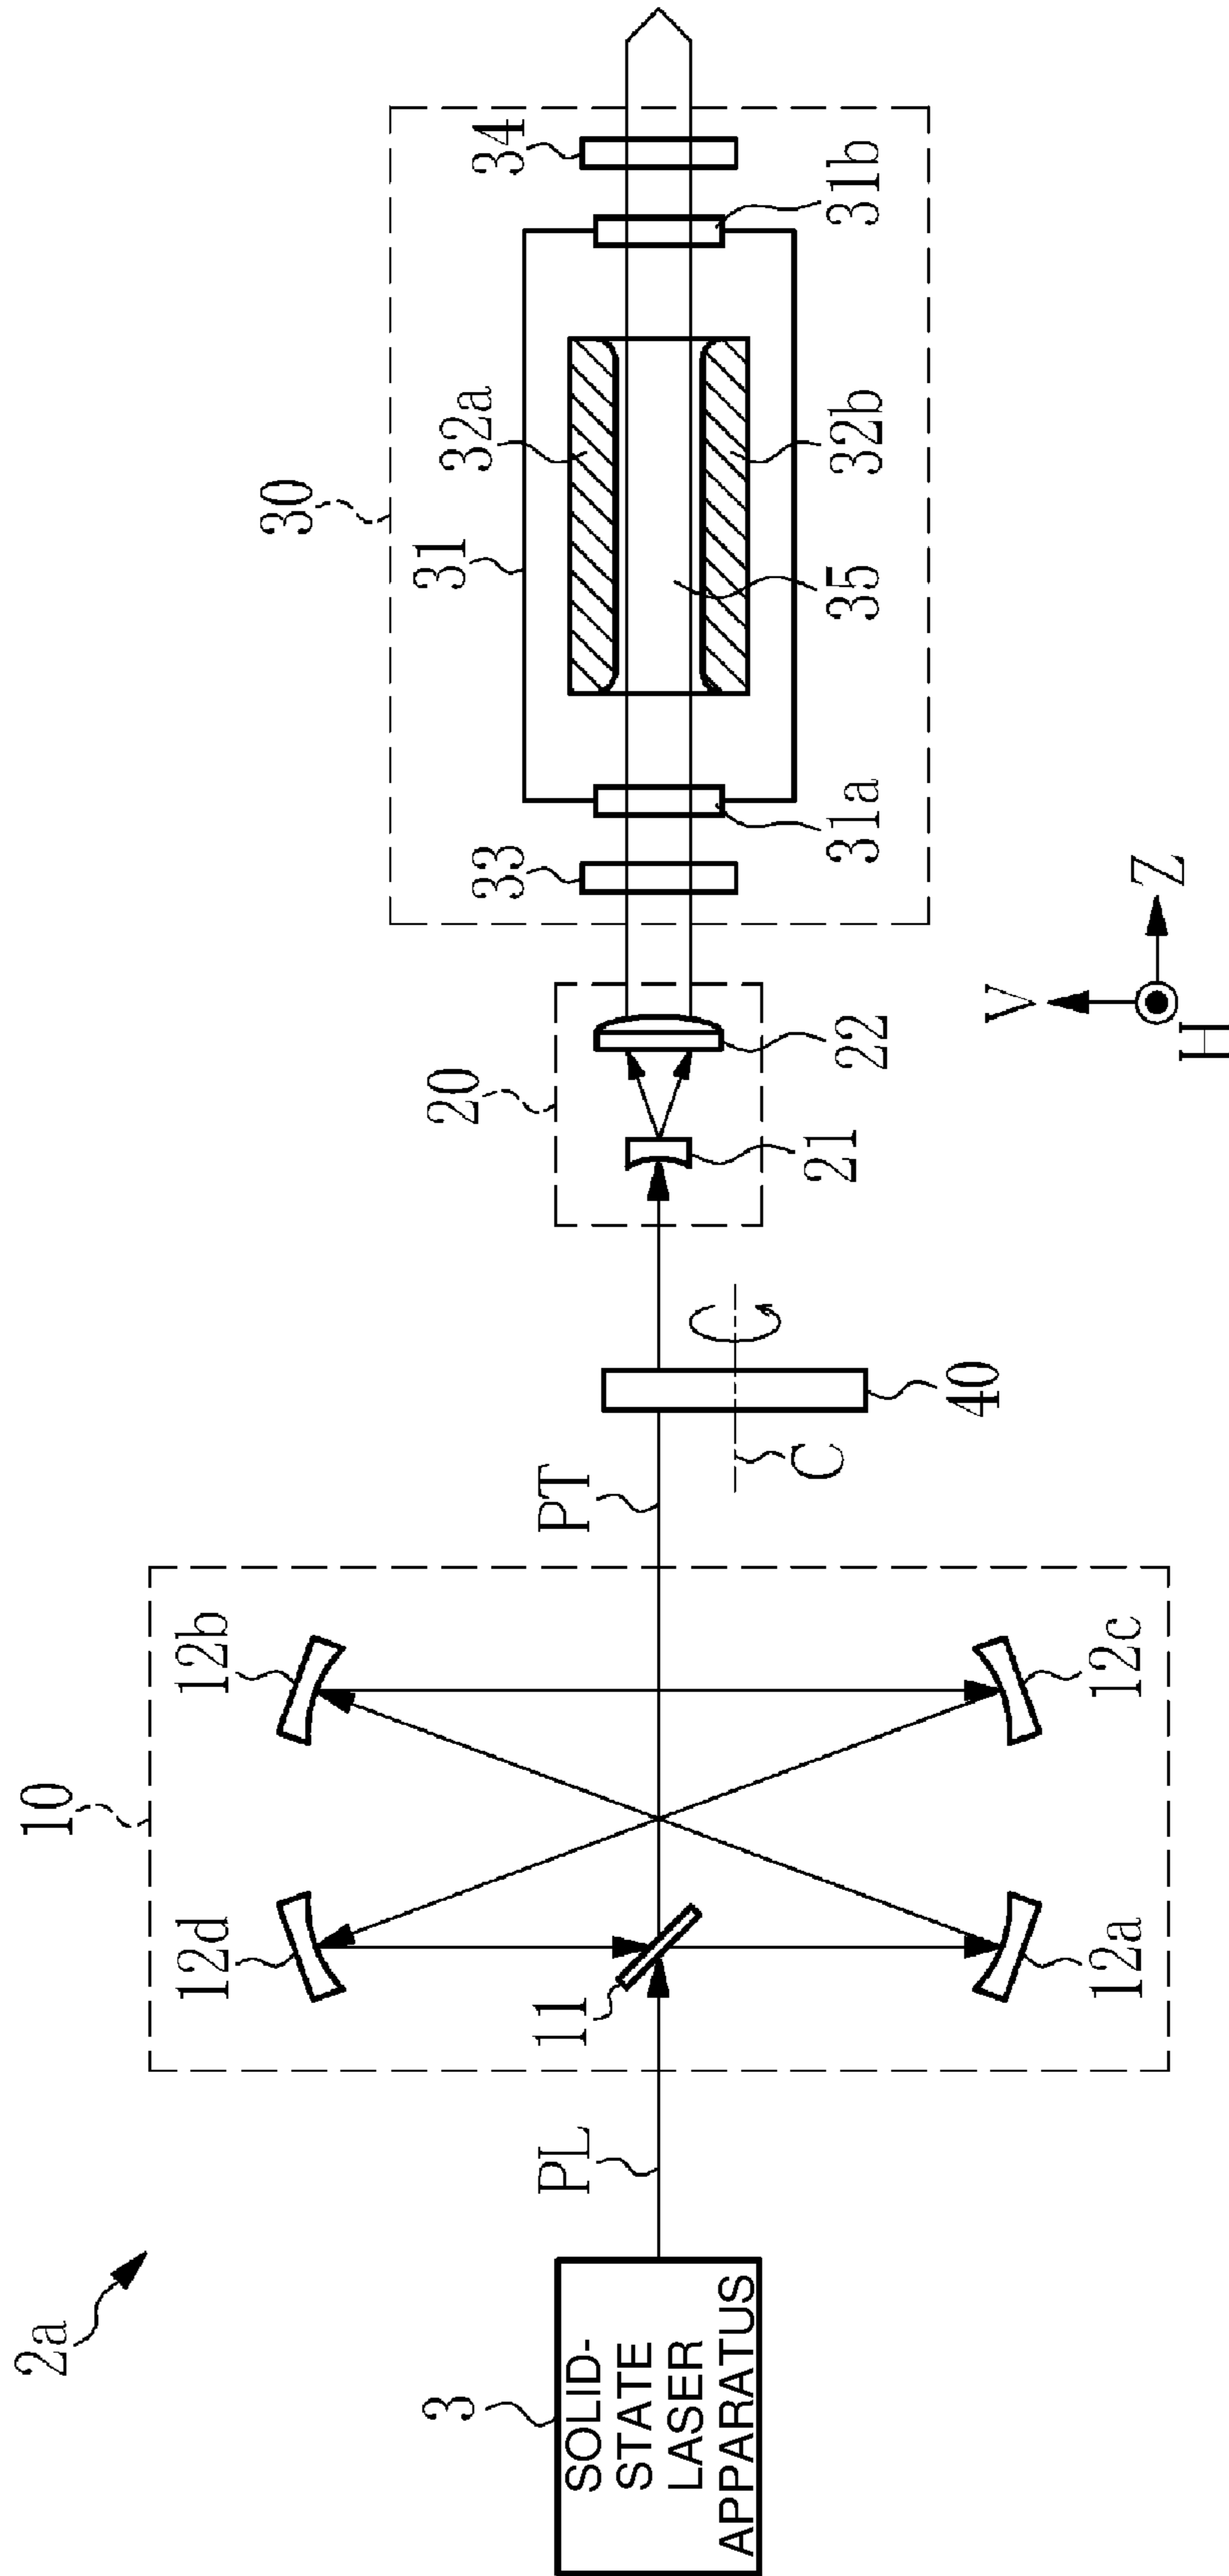 2a
3
SOLID-
STATE
LASER
APPARATUS
PL
10
12d
12b
11
12a
12c
PT
C
40
20
21
22
30
33
31
32a
34
31a
35
32b
31b
V
Z
H